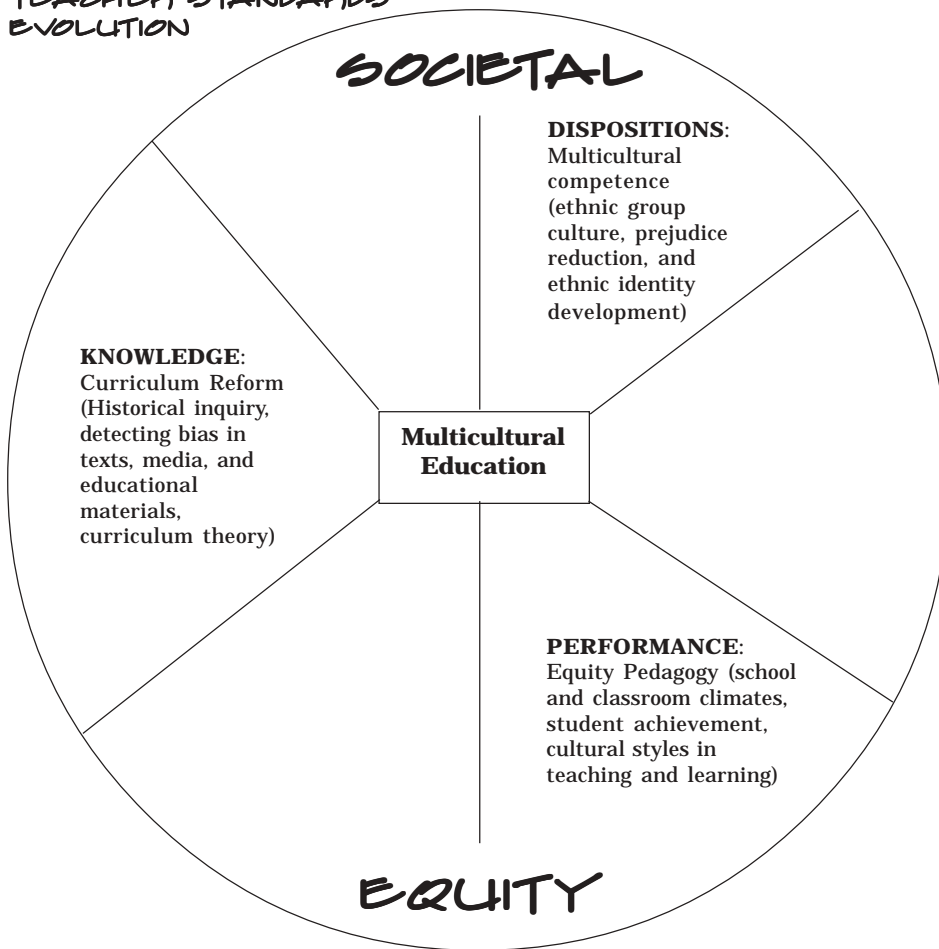 TEACHER STANDARDS
EVOLUTION
SOCIETAL
DISPOSITIONS:
Multicultural
competence
(ethnic group
culture, prejudice
reduction, and
ethnic identity
development)
KNOWLEDGE:
Curriculum Reform
(Historical inquiry,
detecting bias in
texts, media, and
educational
materials,
curriculum theory)
Multicultural
Education
PERFORMANCE:
Equity Pedagogy (school
and classroom climates,
student achievement,
cultural styles in
teaching and learning)
EQUITY